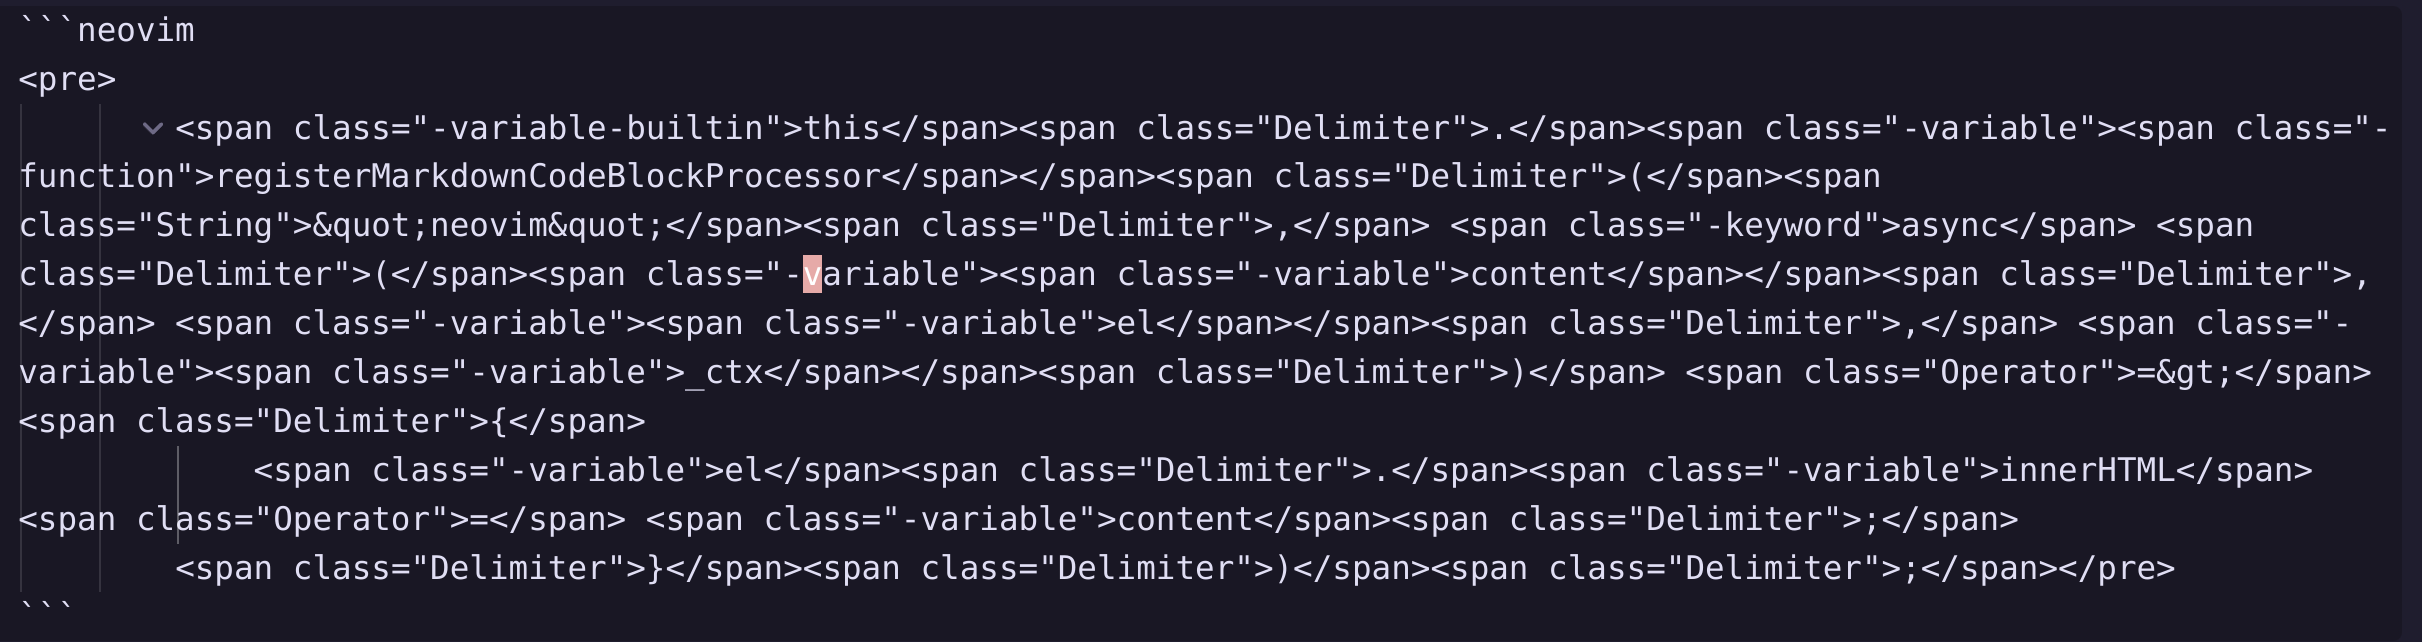 ```neovim
<pre>
<span class="-variable-builtin">this</span><span class="Delimiter">.</span><span class="-variable"><span class="-
function">registerMarkdownCodeBlockProcessor</span></span><span class="Delimiter">(</span><span
class="String">&quot;neovim&quot;</span><span class="Delimiter">,</span> <span class="-keyword">async</span> <span
class="Delimiter">(</span><span class="-variable"><span class="-variable">content</span></span><span class="Delimiter">,
</span> <span class="-variable"><span class="-variable">el</span></span><span class="Delimiter">,</span> <span class="-
variable"><span class="-variable">_ctx</span></span><span class="Delimiter">)</span> <span class="Operator">=&gt;</span>
<span class="Delimiter">{</span>
<span class="-variable">el</span><span class="Delimiter">.</span><span class="-variable">innerHTML</span>
<span class="Operator">=</span> <span class="-variable">content</span><span class="Delimiter">;</span>
<span class="Delimiter">}</span><span class="Delimiter">)</span><span class="Delimiter">;</span></pre>
```